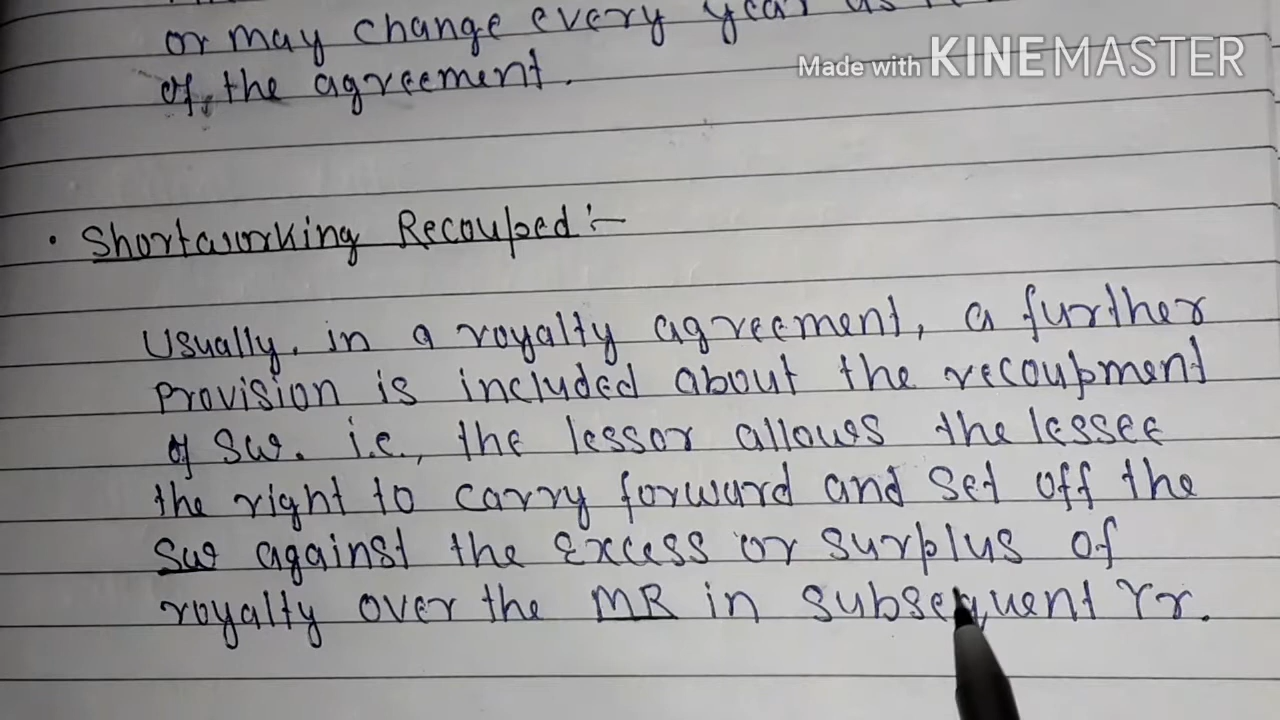 or may change every year as
of the agreement.
Made with KINEMASTER
• Shortworking Recouped :-
Usually, in a royalty agreement, a further
provision is included about the recoupment
of SW. i.e., the lessor allows the lessee
the right to carry forward and set off the
SW against the excess or surplus of
royalty over the MR in subsequent Yr.